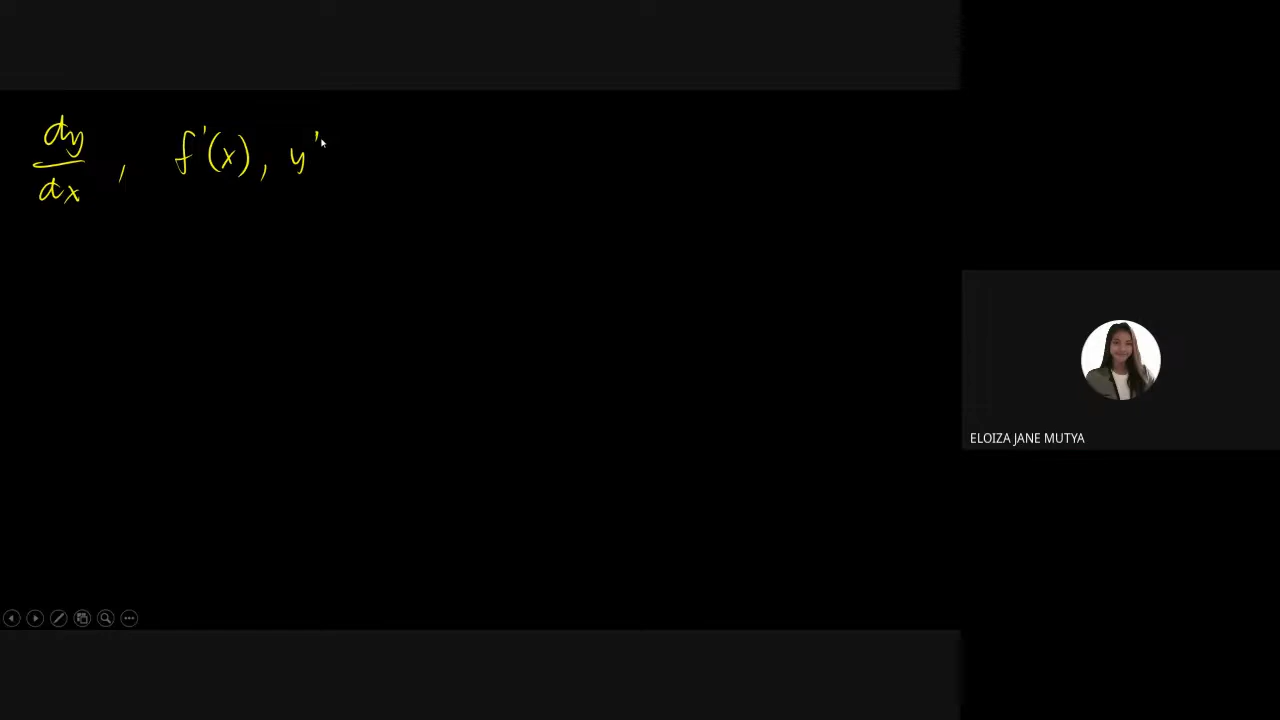 dy/dx , f'(x), y'
ELOIZA JANE MUTYA